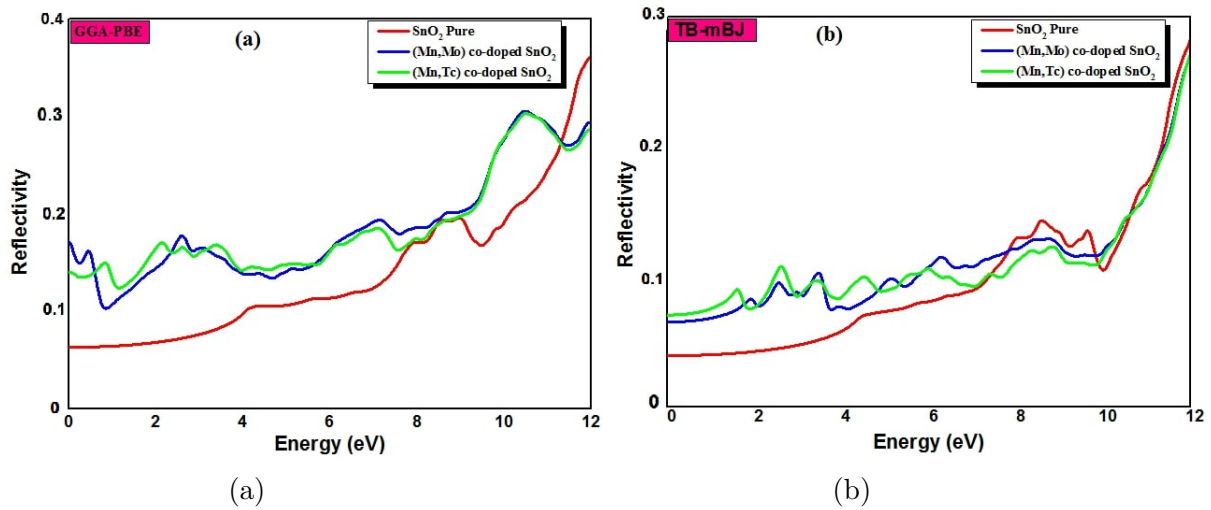 GGA-PBE
(a)
SnO₂ Pure
(Mn,Mo) co-doped SnO₂
(Mn,Tc) co-doped SnO₂
Reflectivity
0.4
0.3
0.2
0.1
0
0 2 4 6 8 10 12
Energy (eV)
(a)
TB-mBJ
(b)
SnO₂ Pure
(Mn,Mo) co-doped SnO₂
(Mn,Tc) co-doped SnO₂
Reflectivity
0.3
0.2
0.1
0
0 2 4 6 8 10 12
Energy (eV)
(b)